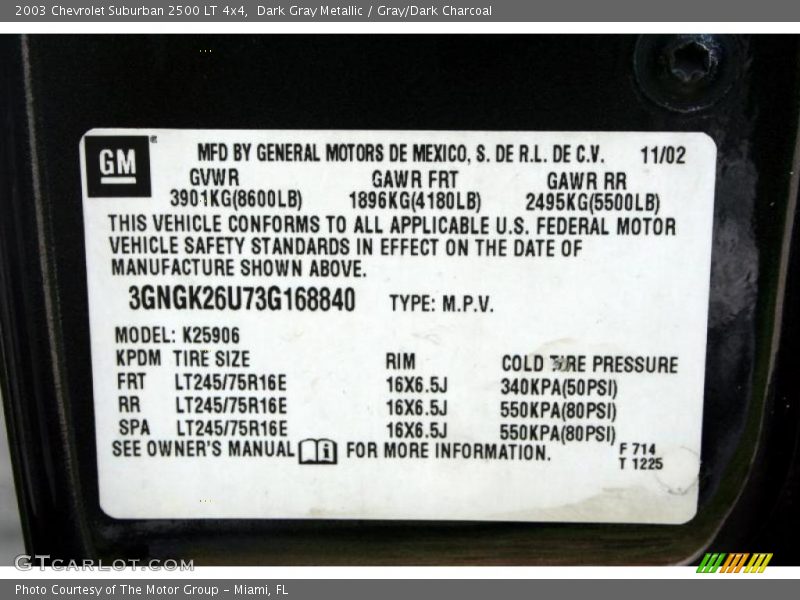 2003 Chevrolet Suburban 2500 LT 4x4, Dark Gray Metallic / Gray/Dark Charcoal
GM
MFD BY GENERAL MOTORS DE MEXICO, S. DE R.L. DE C.V. 11/02
GVWR GAWR FRT GAWR RR
3901KG(8600LB) 1896KG(4180LB) 2495KG(5500LB)
THIS VEHICLE CONFORMS TO ALL APPLICABLE U.S. FEDERAL MOTOR
VEHICLE SAFETY STANDARDS IN EFFECT ON THE DATE OF
MANUFACTURE SHOWN ABOVE.
3GNGK26U73G168840 TYPE: M.P.V.
MODEL: K25906
KPDM TIRE SIZE RIM COLD TIRE PRESSURE
FRT LT245/75R16E 16X6.5J 340KPA(50PSI)
RR LT245/75R16E 16X6.5J 550KPA(80PSI)
SPA LT245/75R16E 16X6.5J 550KPA(80PSI)
SEE OWNER'S MANUAL FOR MORE INFORMATION.
F 714
T 1225
GTCARLOT.COM
Photo Courtesy of The Motor Group - Miami, FL